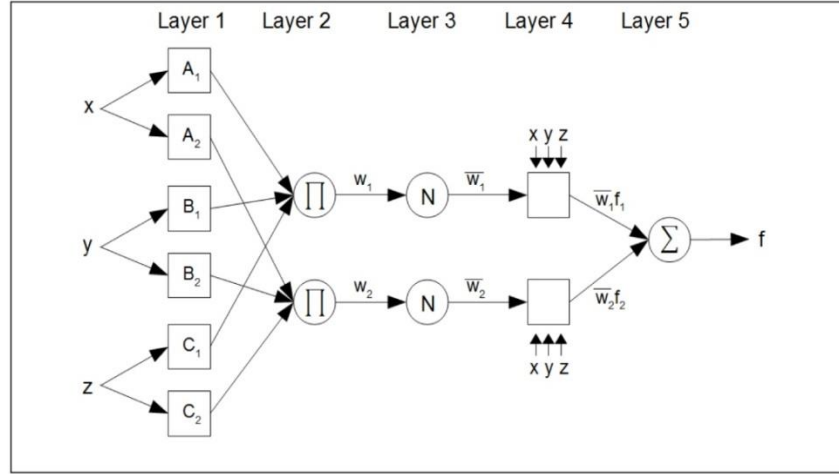 Layer 1 Layer 2 Layer 3 Layer 4 Layer 5
A₁
x
A₂
x y z
B₁
∏ w₁ N w̅₁ w̅₁f₁
y
∑ f
B₂
∏ w₂ N w̅₂ w̅₂f₂
C₁
x y z
z
C₂